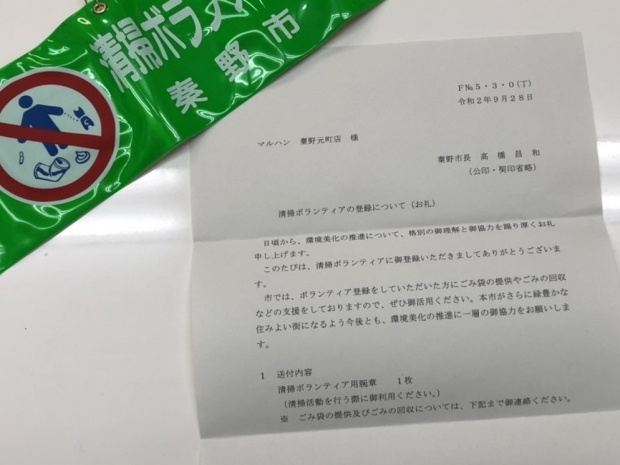 清掃ボラン
秦野市
F№5・3・0(丁)
令和2年9月28日
マルハン 秦野元町店 様
秦野市長 高橋昌和
(公印・契印省略)
清掃ボランティアの登録について(お礼)
日頃から、環境美化の推進について、格別の御理解と御協力を賜り厚くお礼
申し上げます。
このたびは、清掃ボランティアに御登録いただきましてありがとうございま
す。
市では、ボランティア登録をしていただいた方にごみ袋の提供やごみの回収
などの支援をしておりますので、ぜひ御活用ください。本市がさらに緑豊かな
住みよい街になるよう今後とも、環境美化の推進に一層の御協力をお願いしま
す。
1 送付内容
清掃ボランティア用腕章 1枚
(清掃活動を行う際に御利用ください。)
※ ごみ袋の提供及びごみの回収については、下記まで御連絡ください。